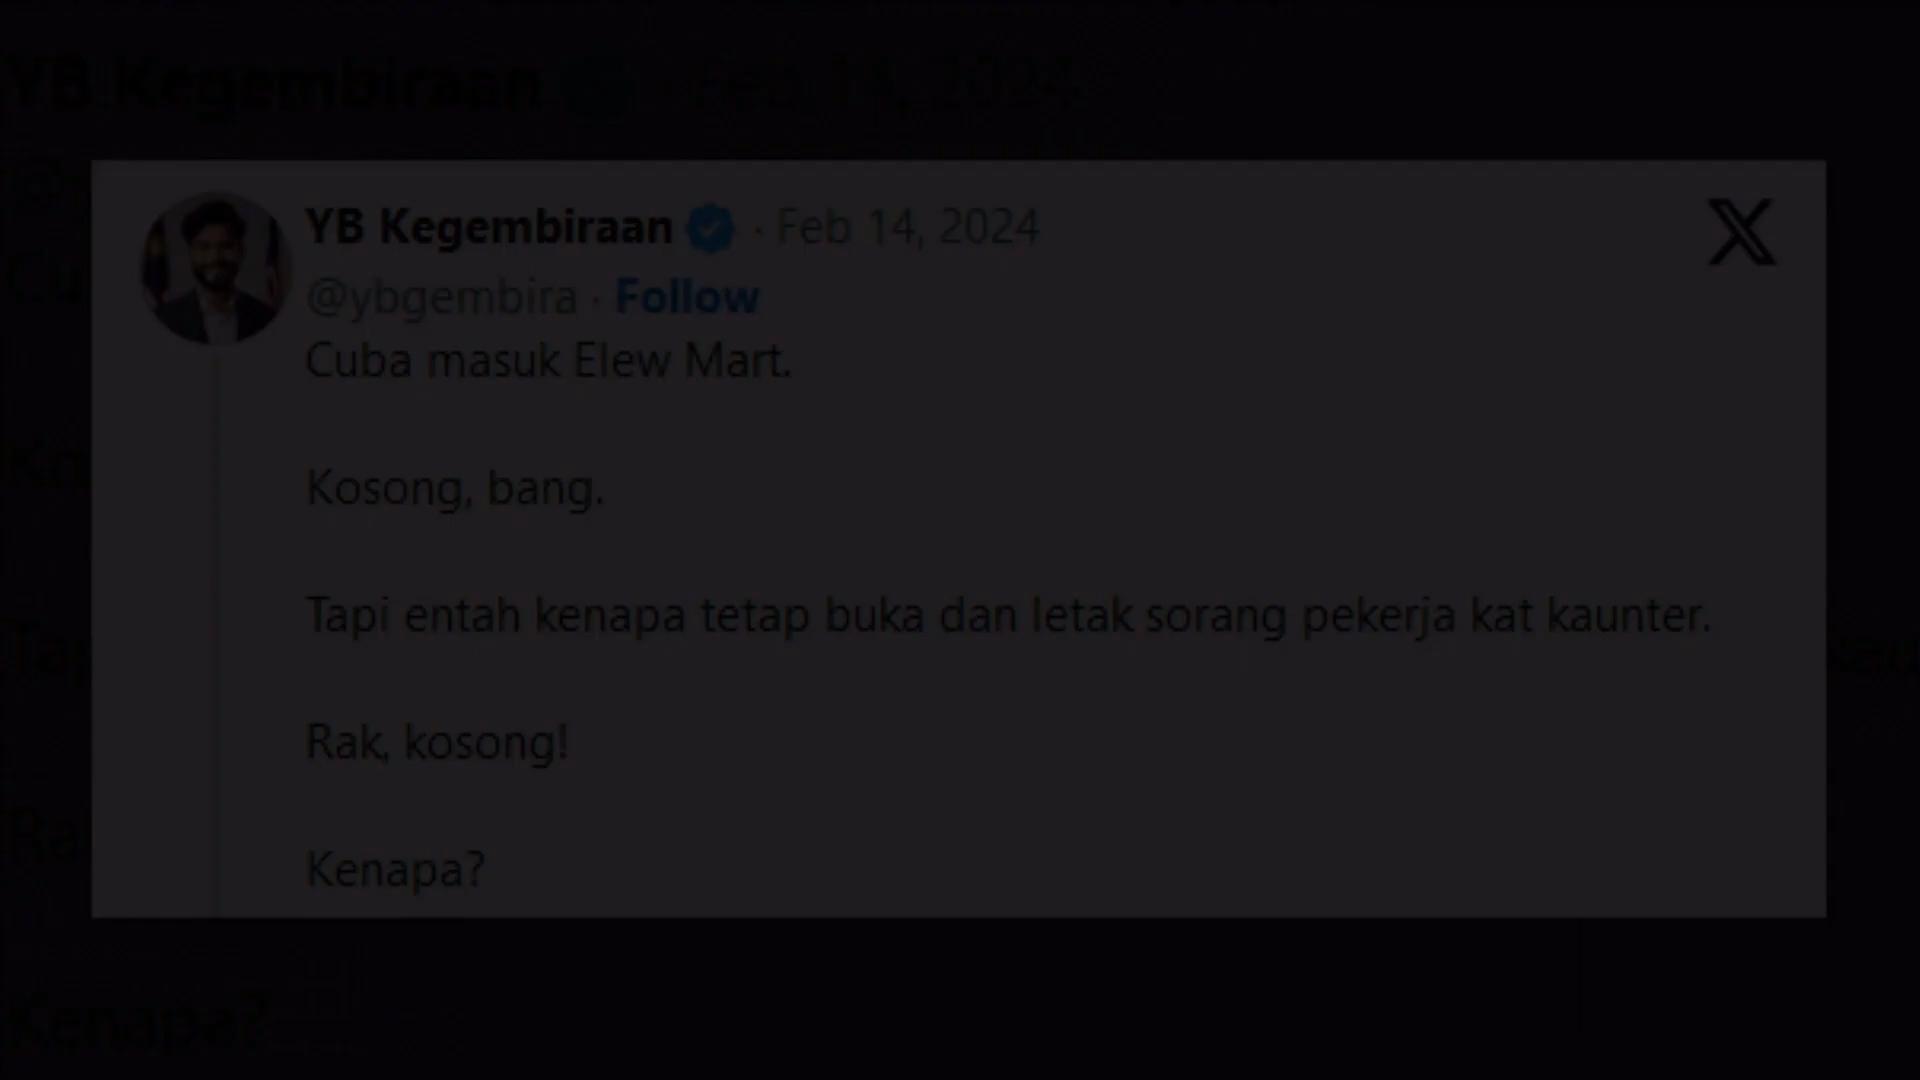 YB Kegembiraan · Feb 14, 2024
@ybgembira · Follow
Cuba masuk Elew Mart.
Kosong, bang.
Tapi entah kenapa tetap buka dan letak sorang pekerja kat kaunter.
Rak, kosong!
Kenapa?